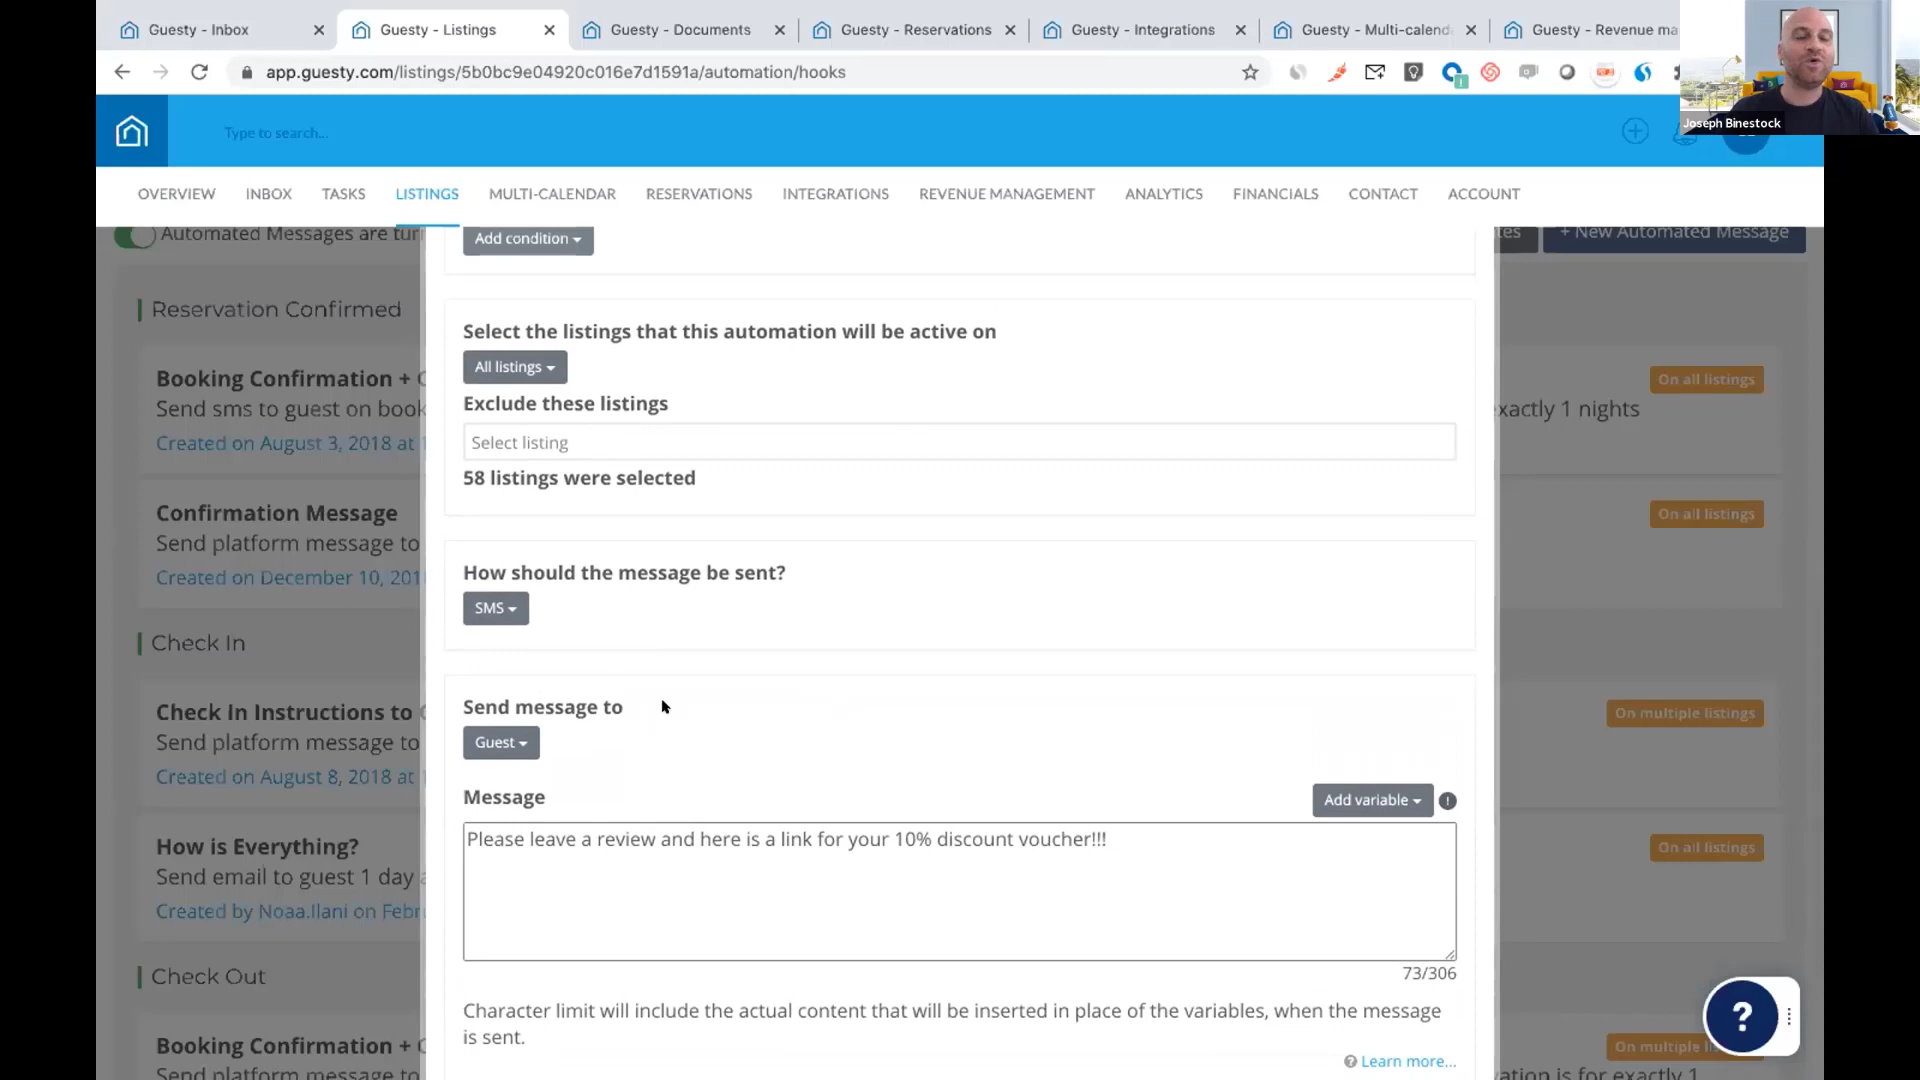 Guesty - Inbox
Guesty - Listings
Guesty - Documents
Guesty - Reservations
Guesty - Integrations
Guesty - Multi-calend
Guesty - Revenue ma
app.guesty.com/listings/5b0bc9e04920c016e7d1591a/automation/hooks
Joseph Binestock
Type to search...
OVERVIEW INBOX TASKS LISTINGS MULTI-CALENDAR RESERVATIONS INTEGRATIONS REVENUE MANAGEMENT ANALYTICS FINANCIALS CONTACT ACCOUNT
Automated Messages are tur
+ New Automated Message
Add condition
Reservation Confirmed
Select the listings that this automation will be active on
All listings
Booking Confirmation +
On all listings
Send sms to guest on book
exactly 1 nights
Exclude these listings
Created on August 3, 2018 at
Select listing
58 listings were selected
Confirmation Message
On all listings
Send platform message to
Created on December 10, 201
How should the message be sent?
SMS
Check In
Check In Instructions to
On multiple listings
Send platform message to
Created on August 8, 2018 at
Send message to
Guest
Message
Add variable
Please leave a review and here is a link for your 10% discount voucher!!!
73/306
How is Everything?
On all listings
Send email to guest 1 day
Created by Noaa.Ilani on Febr
Check Out
Character limit will include the actual content that will be inserted in place of the variables, when the message
is sent.
Learn more...
?
Booking Confirmation +
On multiple
Send platform message to
vation is for exactly 1